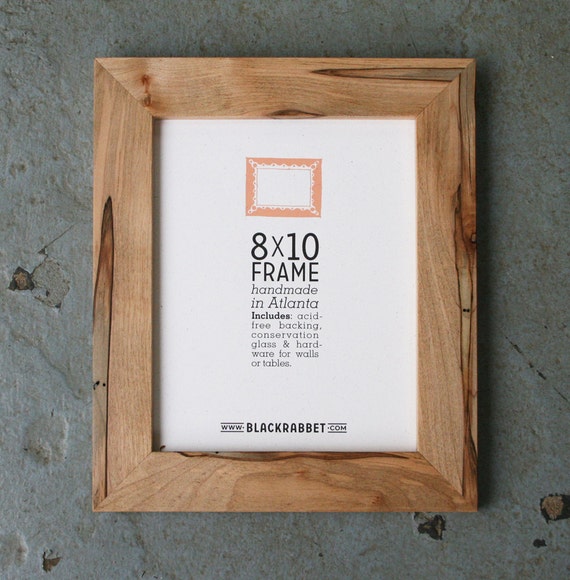 8x10
FRAME
handmade
in Atlanta
Includes: acid-
free backing,
conservation
glass & hard-
ware for walls
or tables.
WWW.BLACKRABBET.COM